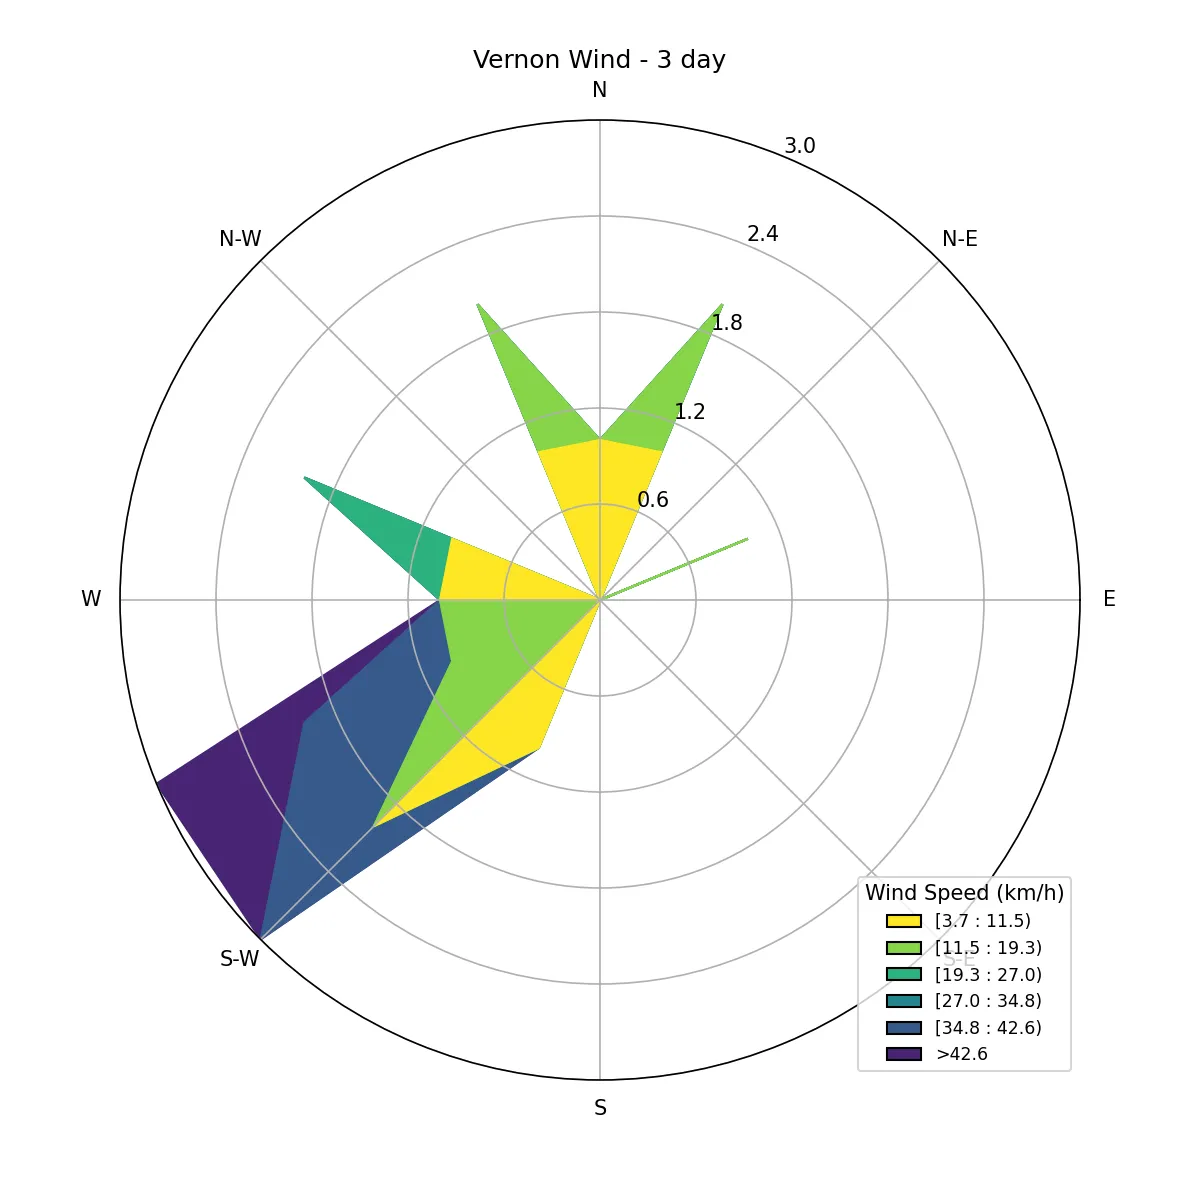 Vernon Wind - 3 day
N
3.0
2.4
N-W
N-E
1.8
1.2
0.6
W
E
S-W
S-E
S
Wind Speed (km/h)
[3.7 : 11.5)
[11.5 : 19.3)
[19.3 : 27.0)
[27.0 : 34.8)
[34.8 : 42.6)
>42.6